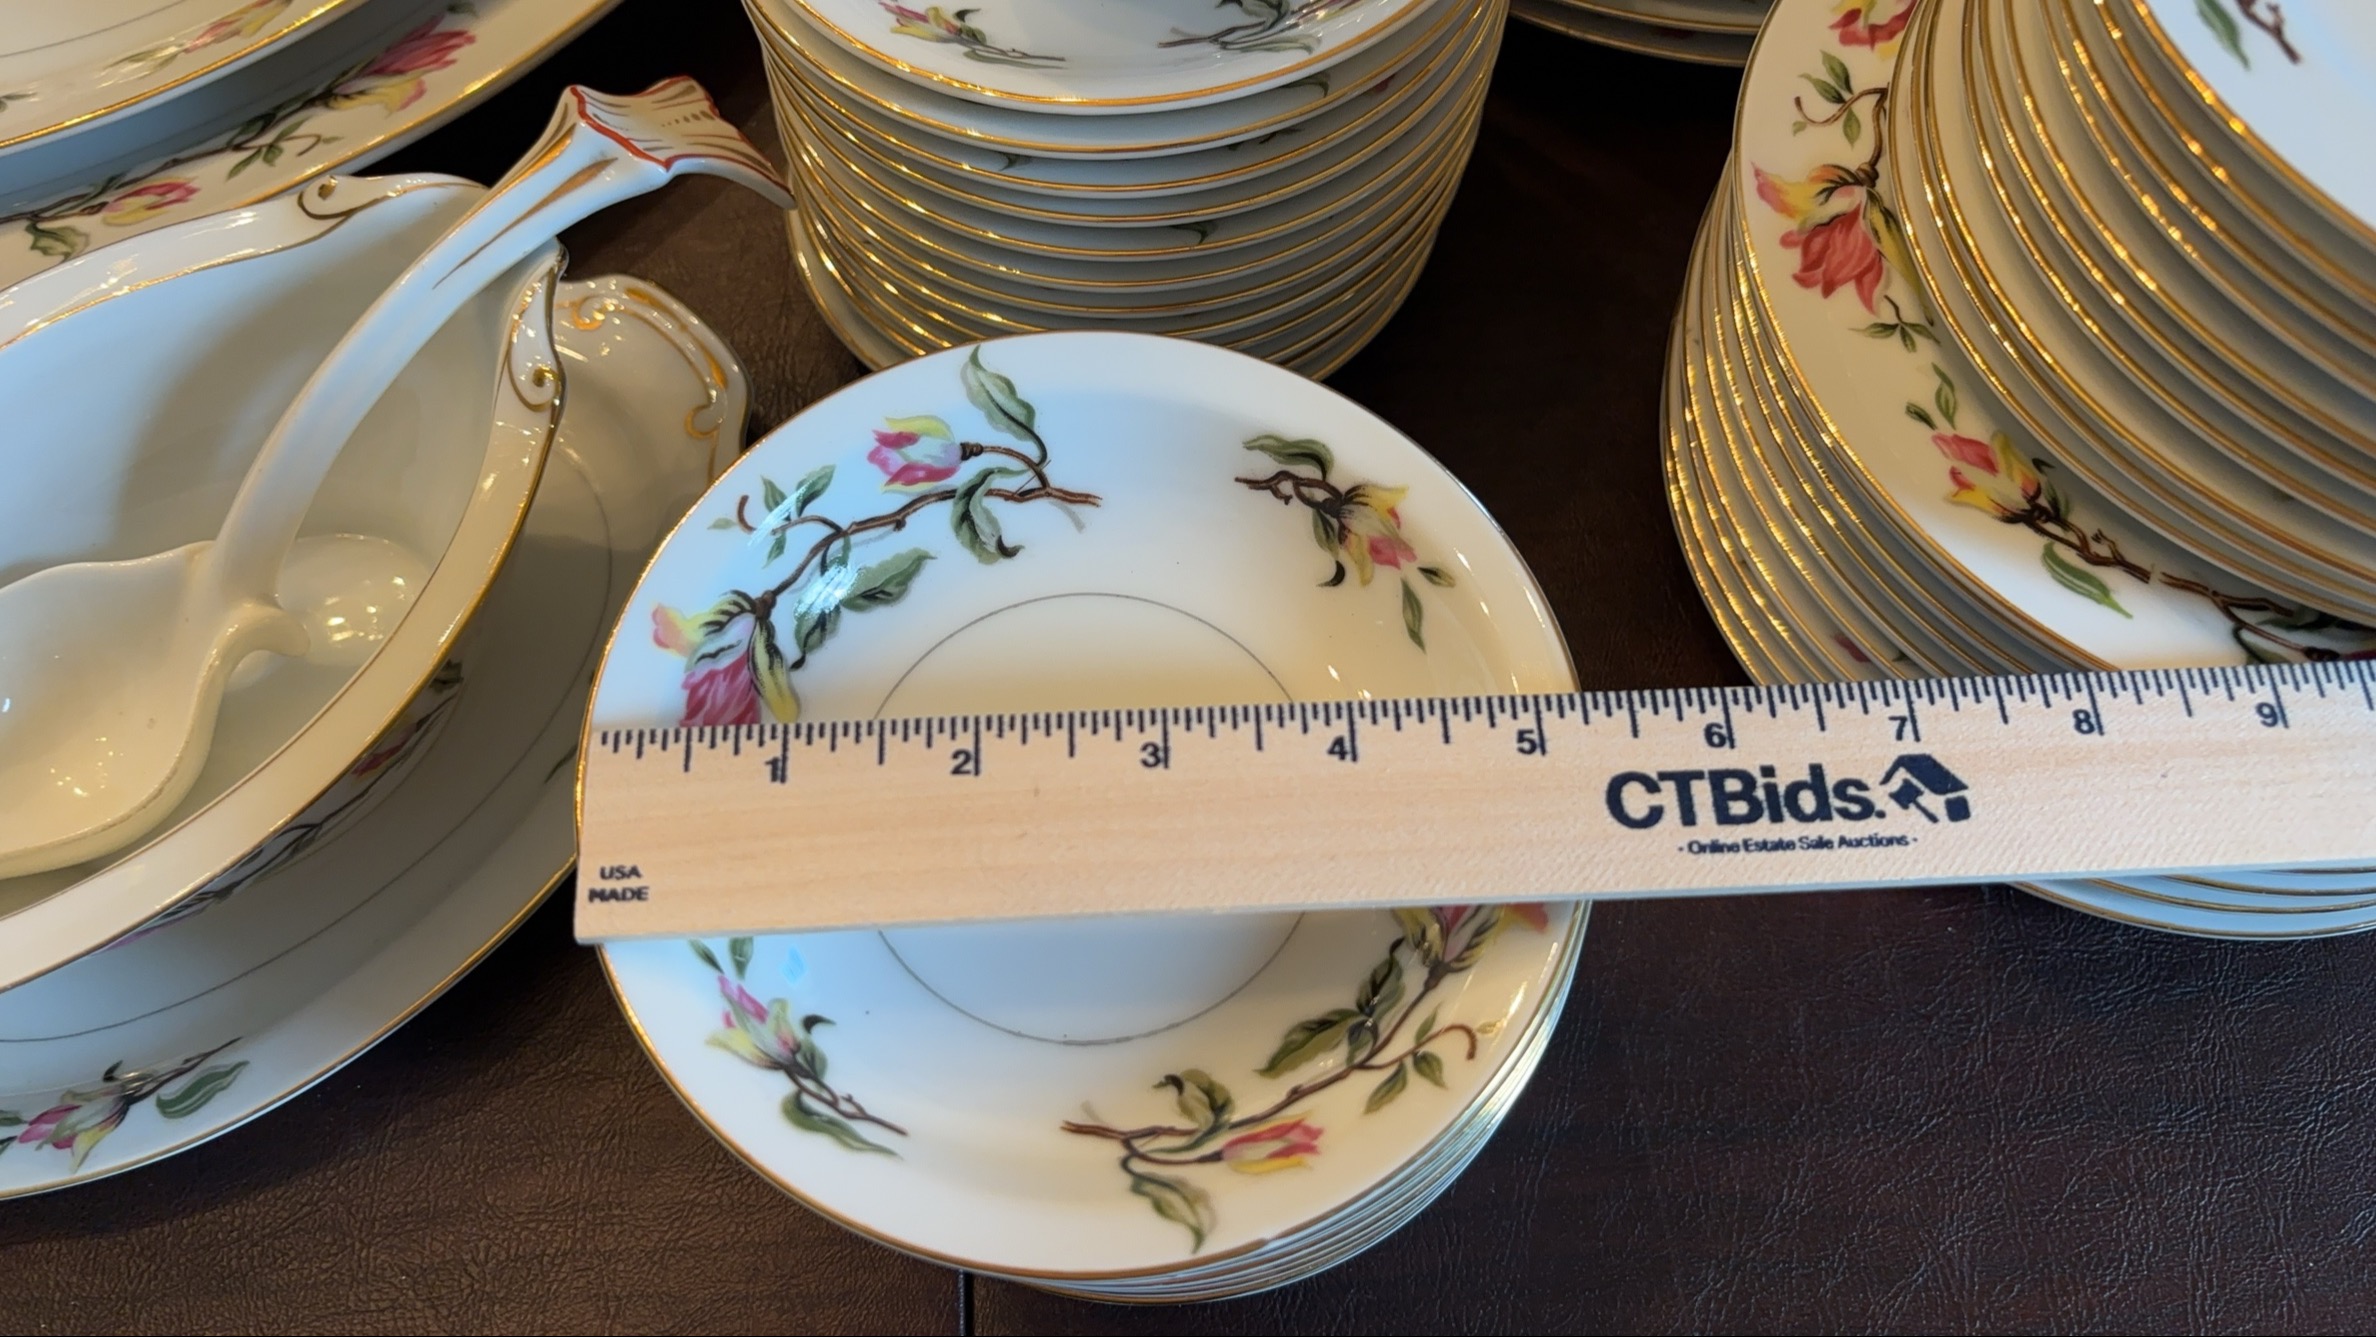 1 2 3 4 5 6 7 8 9
CTBids.
- Online Estate Sale Auctions -
USA
MADE